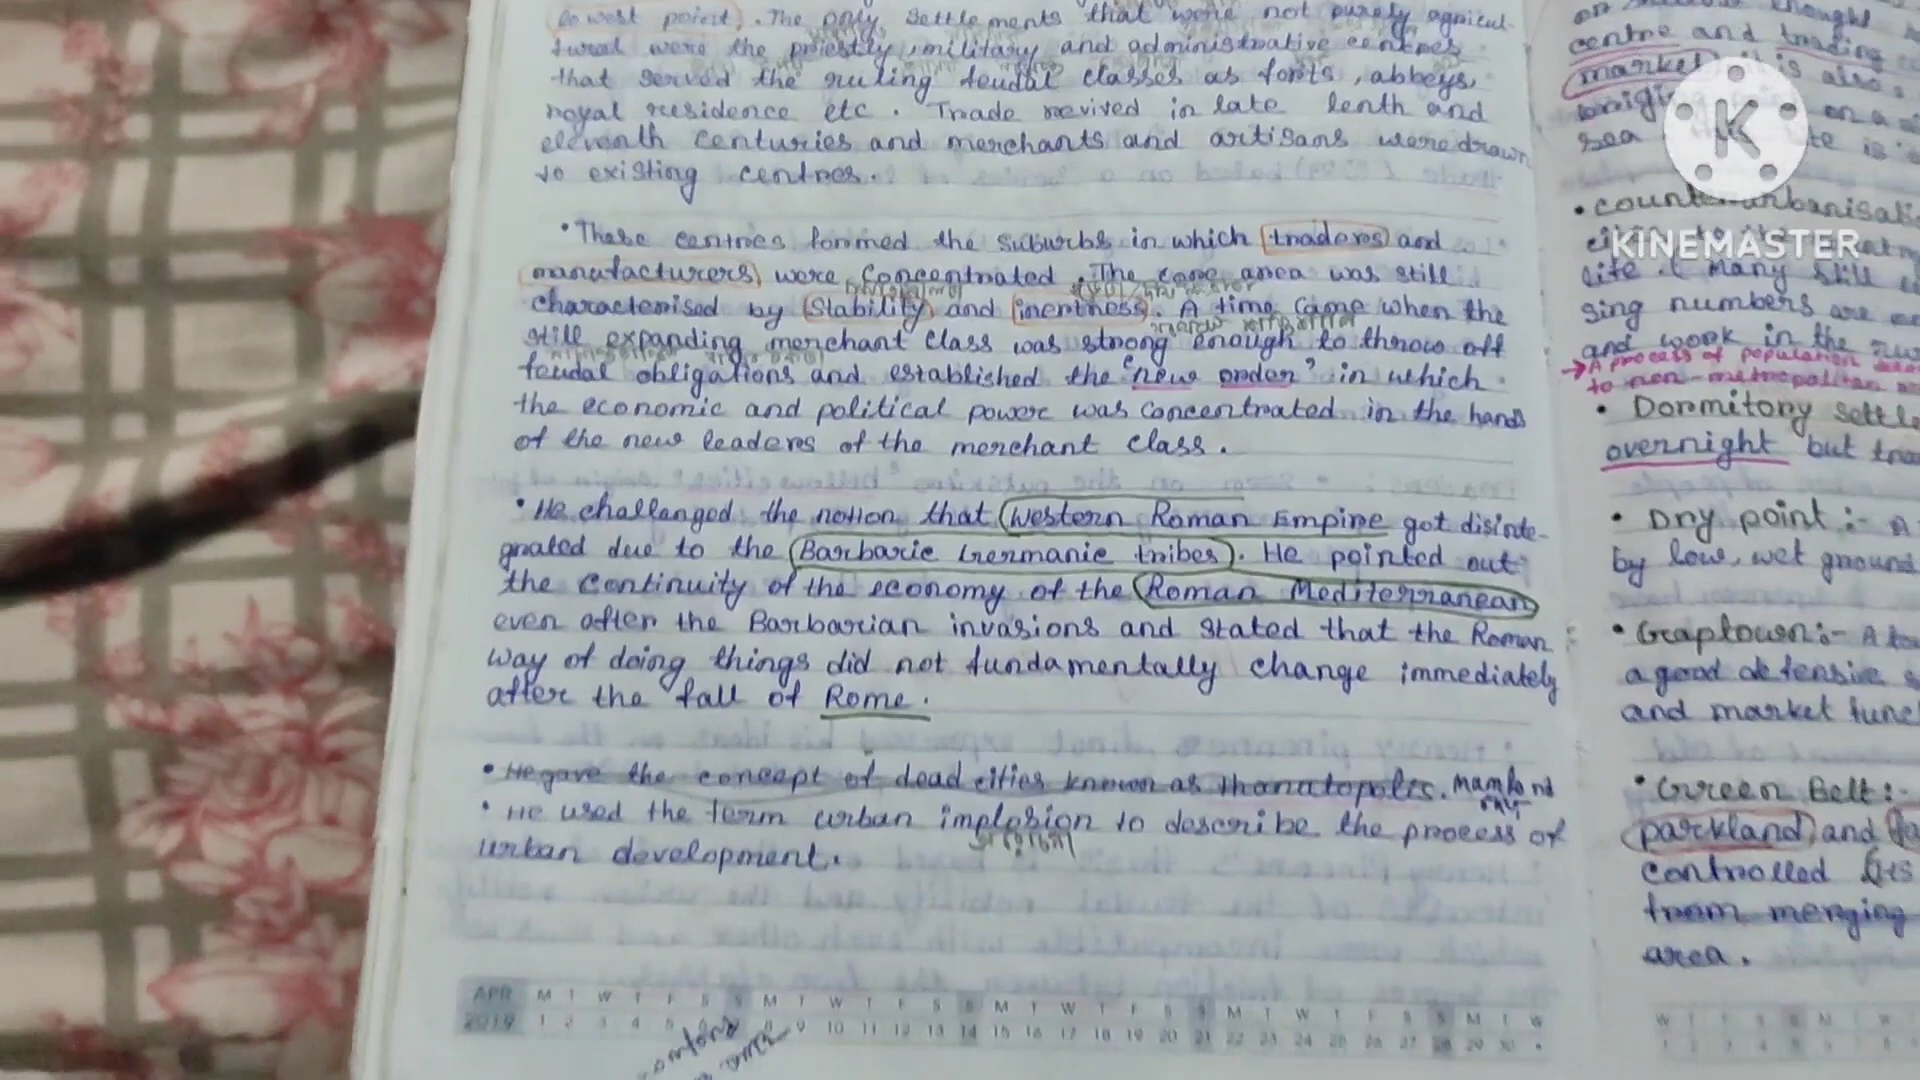 lowest point. The only settlements that were not purely agricul-
tural were the priestly, military and administrative centres
that served the ruling feudal classes as forts, abbeys,
royal residence etc. Trade revived in late tenth and
eleventh centuries and merchants and artisans were drawn
to existing centres.
• These centres formed the suburbs in which traders and
manufacturers were concentrated. The core area was still
characterised by stability and inertness. A time came when the
still expanding merchant class was strong enough to throw off
feudal obligations and established the "new order" in which
the economic and political power was concentrated in the hands
of the new leaders of the merchant class.
• He challenged the notion that Western Roman Empire got disinte-
grated due to the Barbaric Germanic tribes. He pointed out
the continuity of the economy of the Roman Mediterranean
even after the Barbarian invasions and stated that the Roman
way of doing things did not fundamentally change immediately
after the fall of Rome.
• He gave the concept of dead cities known as thanatopolis. Mamford
• He used the term urban implosion to describe the process of
urban development.
APR M T W T F S S M T W T F S S M T W T F S S M T W T F S S M T W
2019 1 2 3 4 5 6 7 8 9 10 11 12 13 14 15 16 17 18 19 20 21 22 23 24 25 26 27 28 29 30
centre and trading
market
sea
KINEMASTER
sing numbers are
and work in the
→ A process of population
to non-metropolitan
• Dormitory settle
overnight but
• Dry point :- A
by low, wet ground
• Graptown :- A
a good defensive
and market func
• Green Belt :-
parkland and
controlled its
from merging
area.